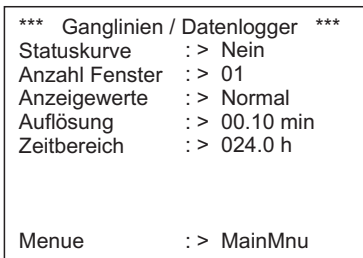 *** Ganglinien / Datenlogger ***
Statuskurve : > Nein
Anzahl Fenster : > 01
Anzeigewerte : > Normal
Auflösung : > 00.10 min
Zeitbereich : > 024.0 h
Menue : > MainMnu